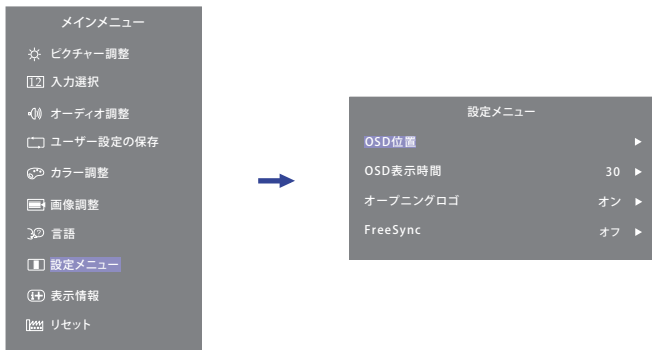 メインメニュー
ピクチャー調整
12 入力選択
オーディオ調整
ユーザー設定の保存
カラー調整
画像調整
言語
設定メニュー
表示情報
リセット
設定メニュー
OSD位置
OSD表示時間 30
オープニングロゴ オン
FreeSync オフ